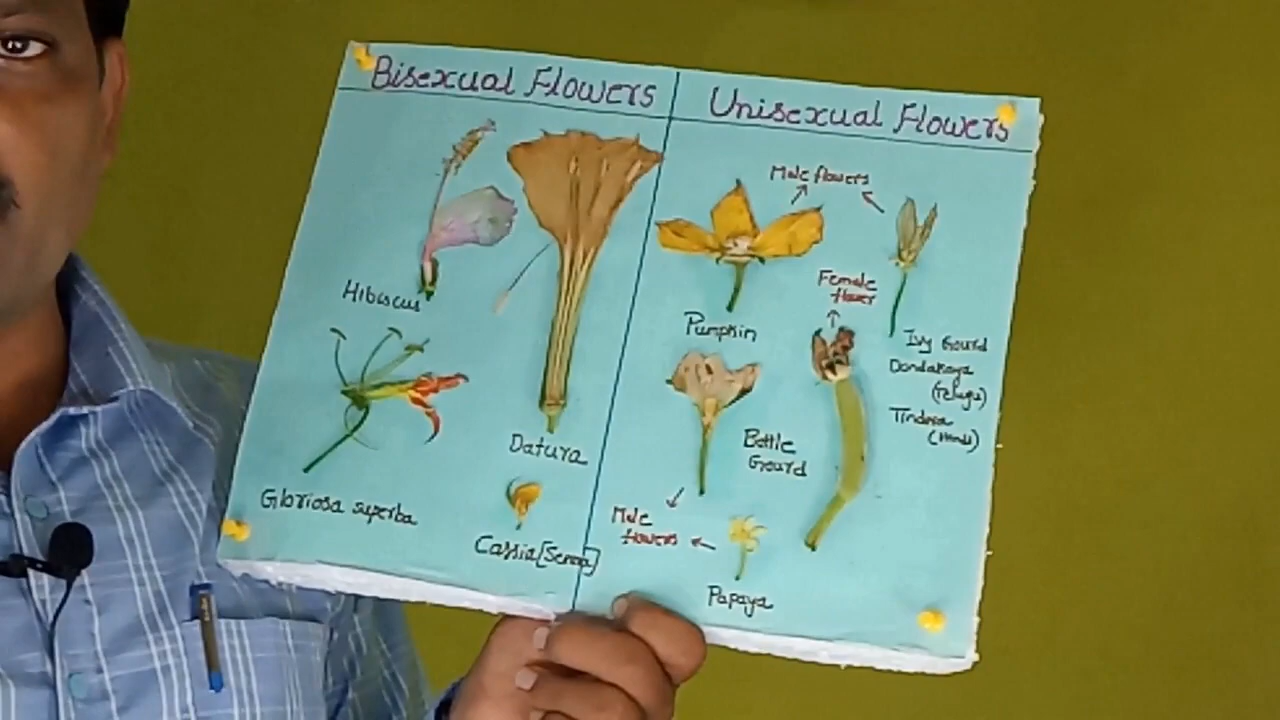 Bisexual Flowers
Hibiscus
Datura
Gloriosa superba
Cassia [Senna]
Unisexual Flowers
Male flowers
Pumpkin
Female
flower
Ivy Gourd
Dondakaya
(Telugu)
Tindora
(Hindi)
Bottle
Gourd
Male
flowers
Papaya